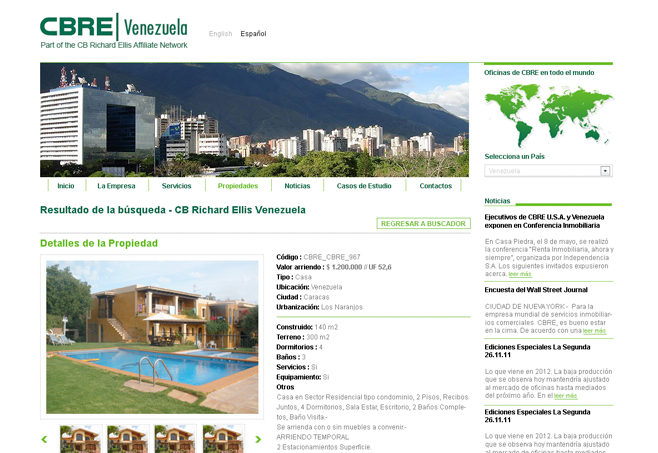 CBRE Venezuela
Part of the CB Richard Ellis Affiliate Network
English Español
Oficinas de CBRE en todo el mundo
Selecciona un País
Venezuela
Inicio La Empresa Servicios Propiedades Noticias Casos de Estudio Contactos
Resultado de la búsqueda - CB Richard Ellis Venezuela
REGRESAR A BUSCADOR
Detalles de la Propiedad
Código : CBRE_CBRE_967
Valor arriendo : $ 1.200.000 // UF 52,6
Tipo : Casa
Ubicación: Venezuela
Ciudad : Caracas
Urbanización: Los Naranjos
Construido: 140 m2
Terreno : 300 m2
Dormitorios : 4
Baños : 3
Servicios : Si
Equipamiento: Si
Otros
Casa en Sector Residencial tipo condominio, 2 Pisos, Recibos
Juntos, 4 Dormitorios, Sala Estar, Escritorio, 2 Baños Comple-
tos, Baño Visita.-
Se arrienda con o sin muebles a convenir.-
ARRIENDO TEMPORAL
2 Estacionamientos Superficie.
Noticias
Ejecutivos de CBRE U.S.A. y Venezuela
exponen en Conferencia Inmobiliaria
En Casa Piedra, el 8 de mayo, se realizó
la conferencia "Renta Inmobiliaria, ahora y
siempre", organizada por Independencia
S.A. Los siguientes invitados expusieron
acerca. leer más
Encuesta del Wall Street Journal
CIUDAD DE NUEVA YORK.- Para la
empresa mundial de servicios inmobiliar-
ios comerciales CBRE, es bueno estar
en la cima. De acuerdo con una leer más
Ediciones Especiales La Segunda
26.11.11
Lo que viene en 2012: La baja producción
que se observa hoy mantendría ajustado
al mercado de oficinas hasta mediados
del próximo año. En el leer más
Ediciones Especiales La Segunda
26.11.11
Lo que viene en 2012: La baja producción
que se observa hoy mantendría ajustado
al mercado de oficinas hasta mediados